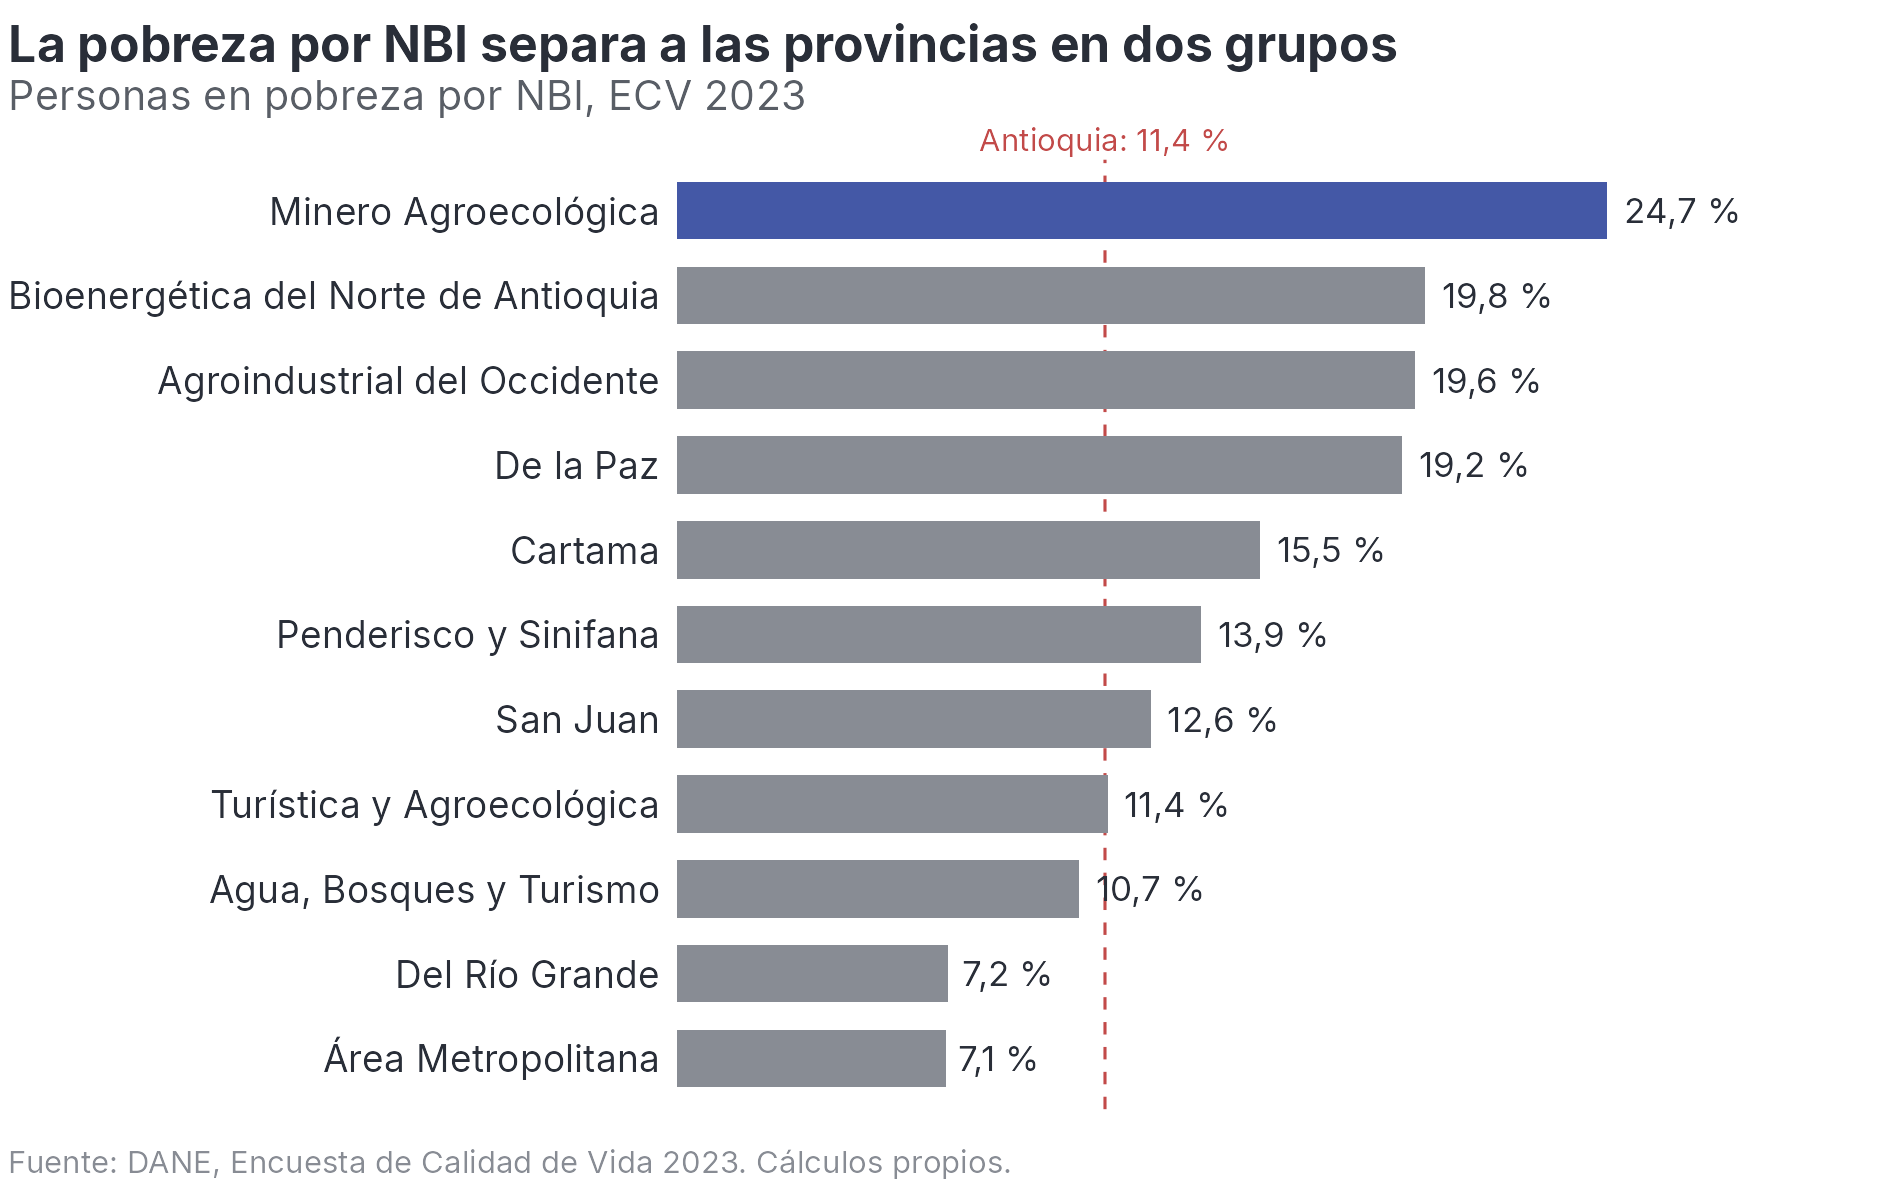 La pobreza por NBI separa a las provincias en dos grupos
Personas en pobreza por NBI, ECV 2023
Antioquia: 11,4 %
Minero Agroecológica 24,7 %
Bioenergética del Norte de Antioquia 19,8 %
Agroindustrial del Occidente 19,6 %
De la Paz 19,2 %
Cartama 15,5 %
Penderisco y Sinifana 13,9 %
San Juan 12,6 %
Turística y Agroecológica 11,4 %
Agua, Bosques y Turismo 10,7 %
Del Río Grande 7,2 %
Área Metropolitana 7,1 %
Fuente: DANE, Encuesta de Calidad de Vida 2023. Cálculos propios.